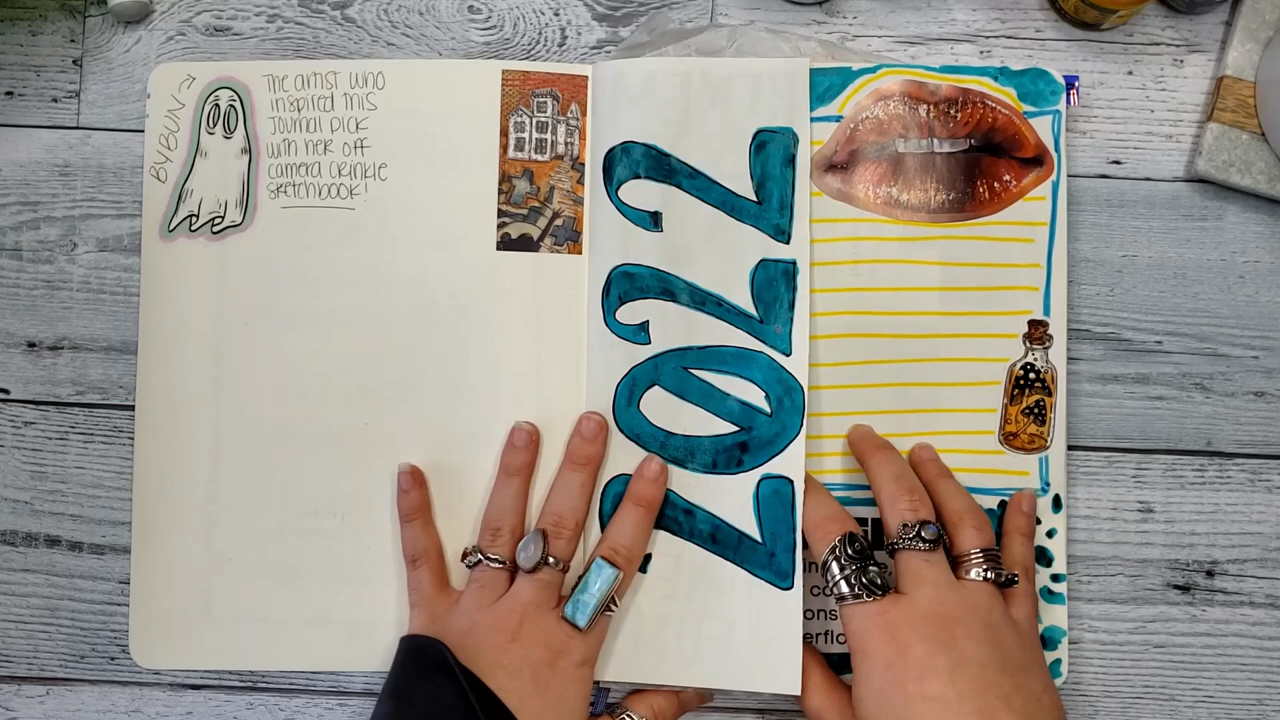 BYBUN →
The artist who
inspired this
Journal pick
with her off
camera crinkle
sketchbook!
2022